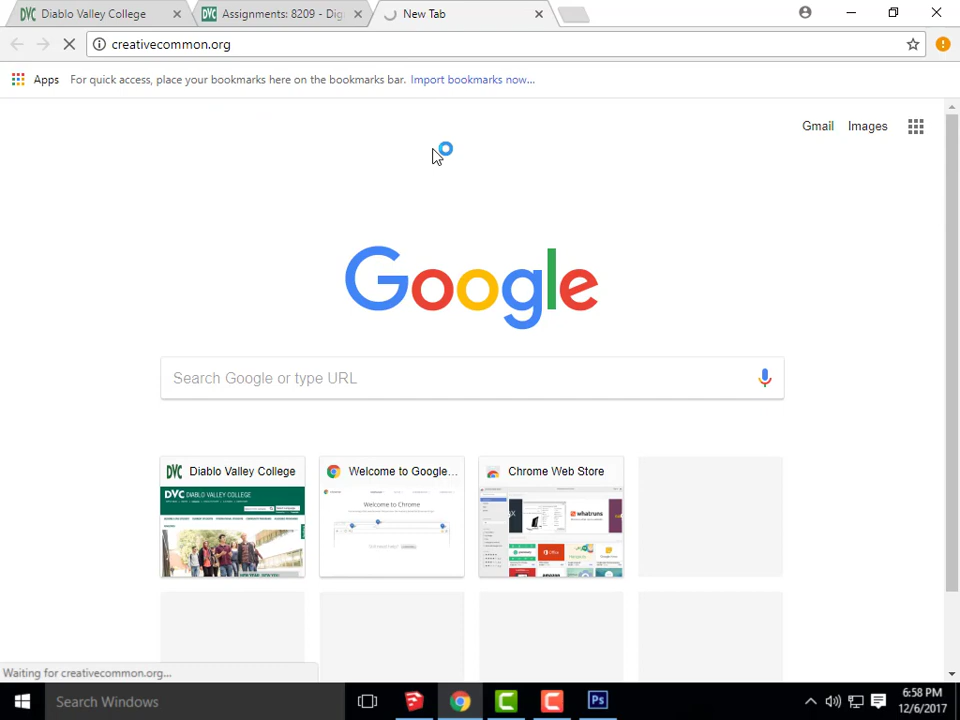 Diablo Valley College
Assignments: 8209 - Digi
New Tab
creativecommon.org
Apps For quick access, place your bookmarks here on the bookmarks bar. Import bookmarks now...
Gmail Images
Google
Search Google or type URL
Diablo Valley College
Welcome to Google...
Chrome Web Store
DVC DIABLO VALLEY COLLEGE
Welcome to Chrome
whatruns
Office
Waiting for creativecommon.org...
Search Windows
Ps
6:58 PM
12/6/2017